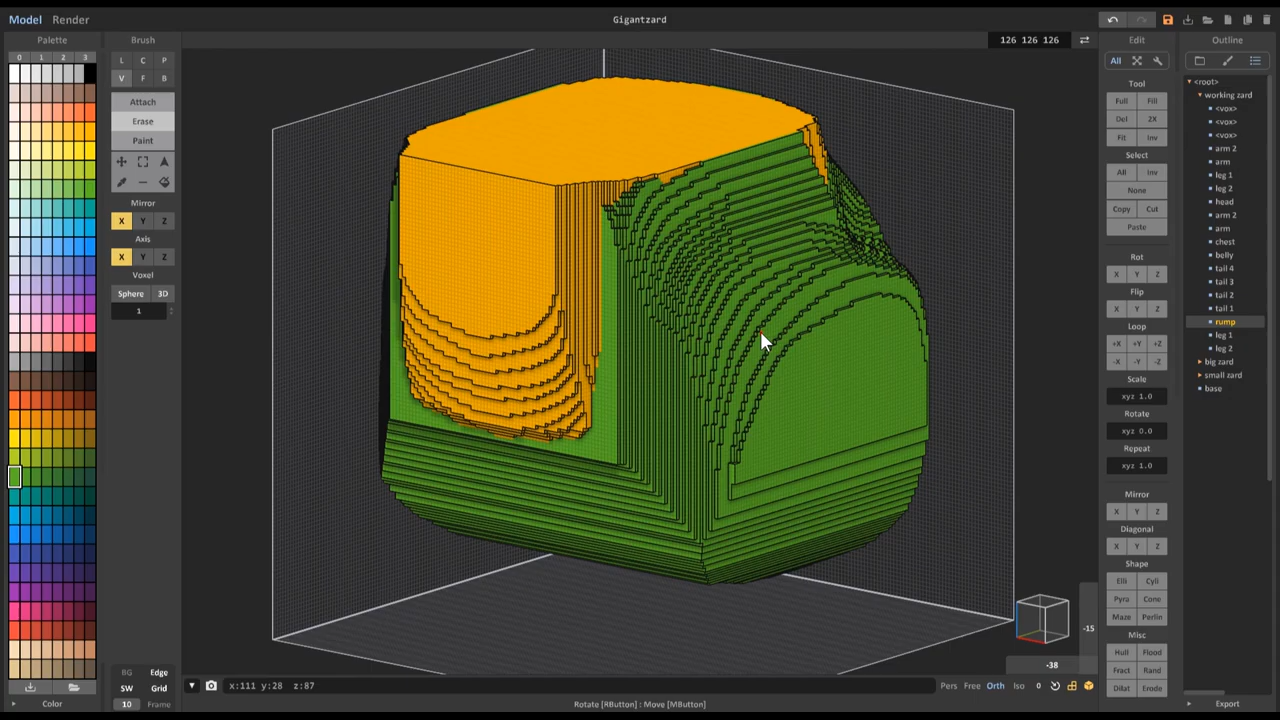 Model Render
Gigantzard
Palette
0 1 2 3
Color
Brush
L C P
V F B
Attach
Erase
Paint
Mirror
X Y Z
Axis
X Y Z
Voxel
Sphere 3D
1
BG Edge
SW Grid
10 Frame
126 126 126
-15
-38
x:111 y:28 z:87
Pers Free Orth Iso 0
Rotate [RButton] : Move [MButton]
Edit
All
Tool
Full Fill
Del 2X
Fit Inv
Select
All Inv
None
Copy Cut
Paste
Rot
X Y Z
Flip
X Y Z
Loop
+X +Y +Z
-X -Y -Z
Scale
xyz 1.0
Rotate
xyz 0.0
Repeat
xyz 1.0
Mirror
X Y Z
Diagonal
X Y Z
Shape
Elli Cyli
Pyra Cone
Maze Perlin
Misc
Hull Flood
Fract Rand
Dilat Erode
Outline
<root>
working zard
<vox>
<vox>
<vox>
arm 2
arm
leg 1
leg 2
head
arm 2
arm
chest
belly
tail 4
tail 3
tail 2
tail 1
rump
leg 1
leg 2
big zard
small zard
base
Export